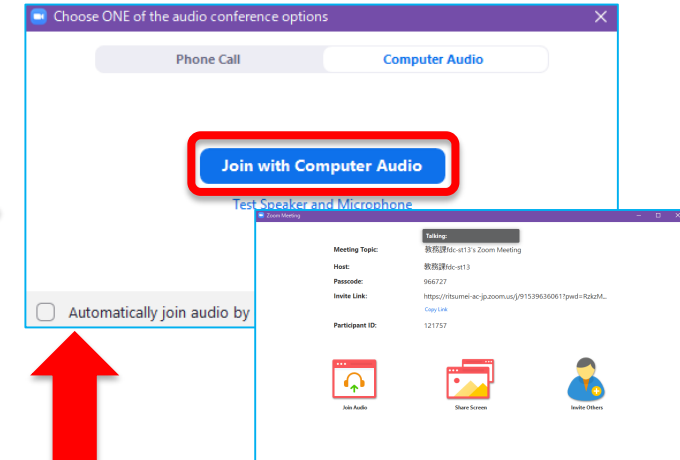 Choose ONE of the audio conference options
Phone Call
Computer Audio
Join with Computer Audio
Test Speaker and Microphone
Automatically join audio by
Zoom Meeting
Talking:
Meeting Topic: 教務課fdc-st13's Zoom Meeting
Host: 教務課fdc-st13
Passcode: 966727
Invite Link: https://ritsumei-ac-jp.zoom.us/j/91539636061?pwd=RzkzM...
Copy Link
Participant ID: 121757
Join Audio
Share Screen
Invite Others